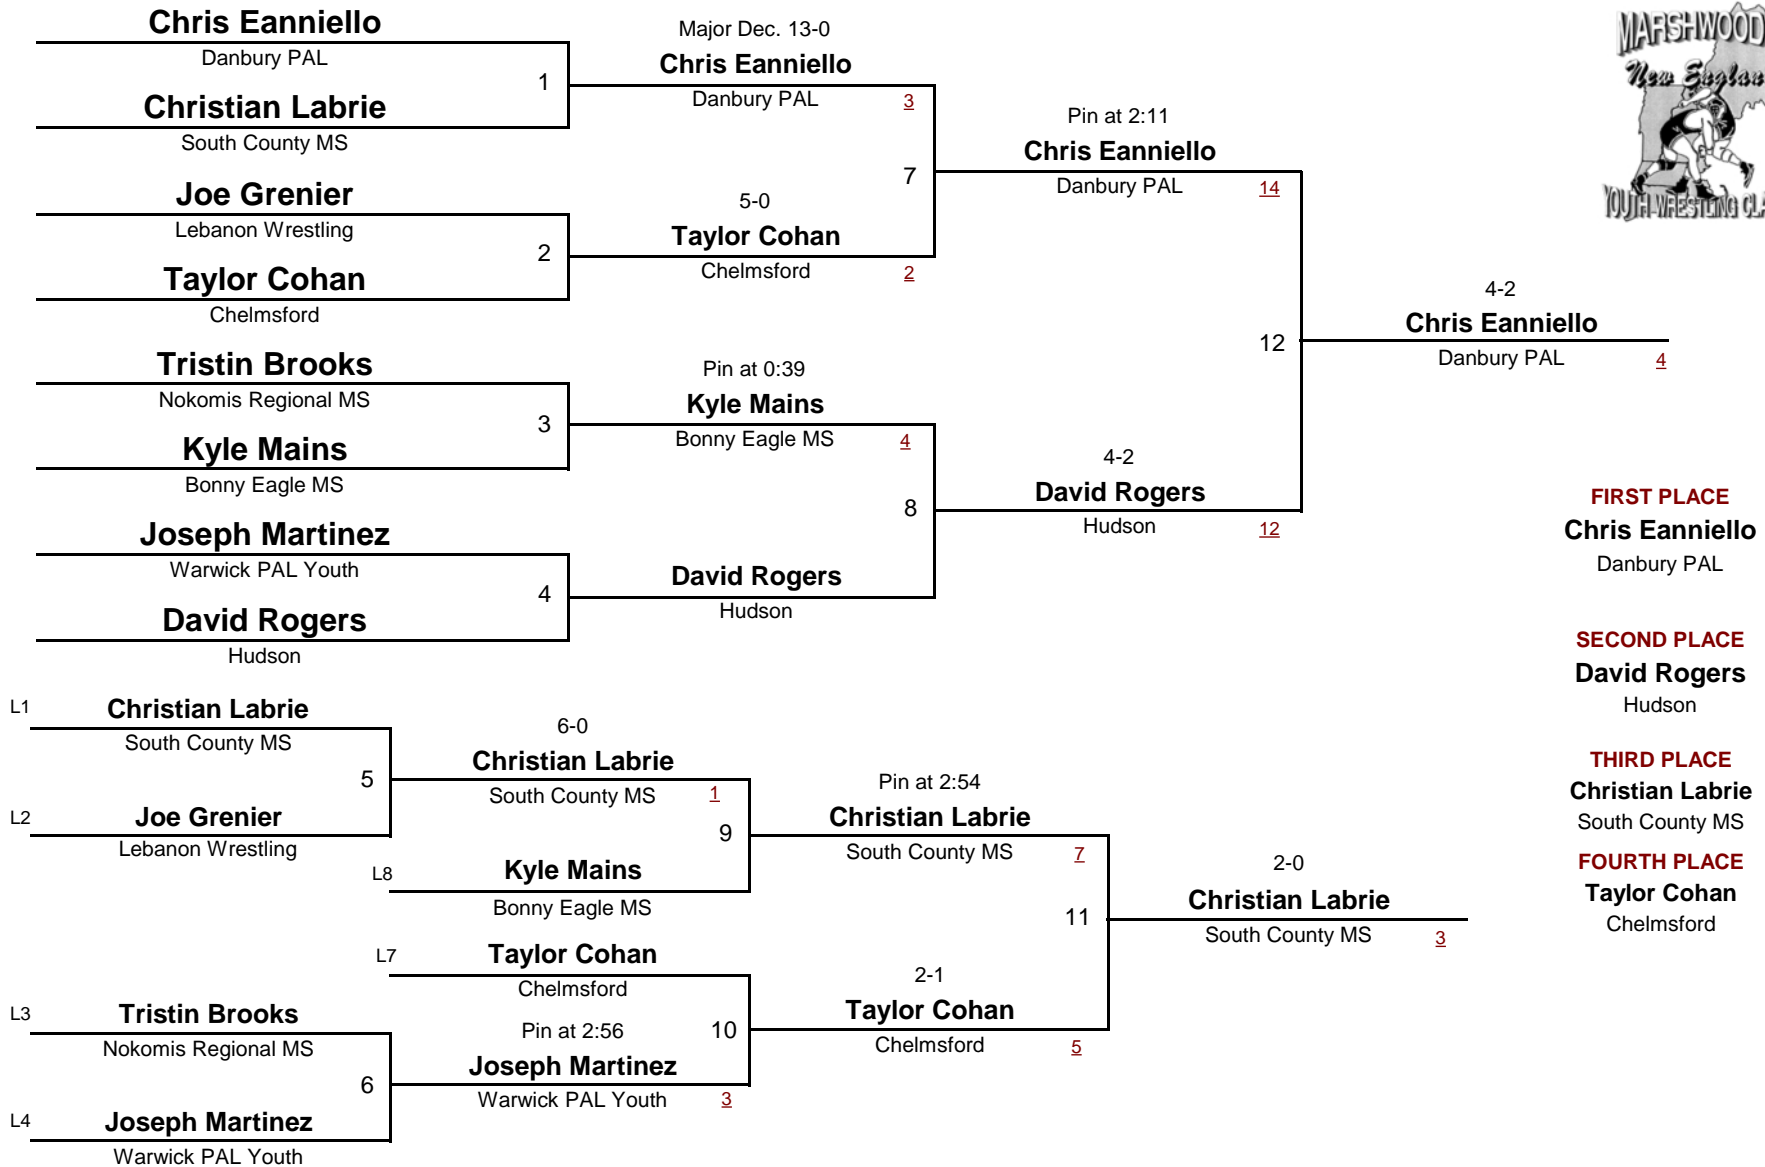 Chris Eanniello
Danbury PAL
1
Christian Labrie
South County MS
Joe Grenier
Lebanon Wrestling
2
Taylor Cohan
Chelmsford
Tristin Brooks
Nokomis Regional MS
3
Kyle Mains
Bonny Eagle MS
Joseph Martinez
Warwick PAL Youth
4
David Rogers
Hudson
Major Dec. 13-0
Chris Eanniello
Danbury PAL 3
7
5-0
Taylor Cohan
Chelmsford 2
Pin at 0:39
Kyle Mains
Bonny Eagle MS 4
8
David Rogers
Hudson
Pin at 2:11
Chris Eanniello
Danbury PAL 14
12
4-2
David Rogers
Hudson 12
4-2
Chris Eanniello
Danbury PAL 4
MARSHWOOD
New England
YOUTH WRESTLING
FIRST PLACE
Chris Eanniello
Danbury PAL
SECOND PLACE
David Rogers
Hudson
THIRD PLACE
Christian Labrie
South County MS
FOURTH PLACE
Taylor Cohan
Chelmsford
L1 Christian Labrie
South County MS
5
L2 Joe Grenier
Lebanon Wrestling
6-0
Christian Labrie
South County MS 1
9
L8 Kyle Mains
Bonny Eagle MS
L7 Taylor Cohan
Chelmsford
10
L3 Tristin Brooks
Nokomis Regional MS
6
L4 Joseph Martinez
Warwick PAL Youth
Pin at 2:56
Joseph Martinez
Warwick PAL Youth 3
Pin at 2:54
Christian Labrie
South County MS 7
11
2-1
Taylor Cohan
Chelmsford 5
2-0
Christian Labrie
South County MS 3